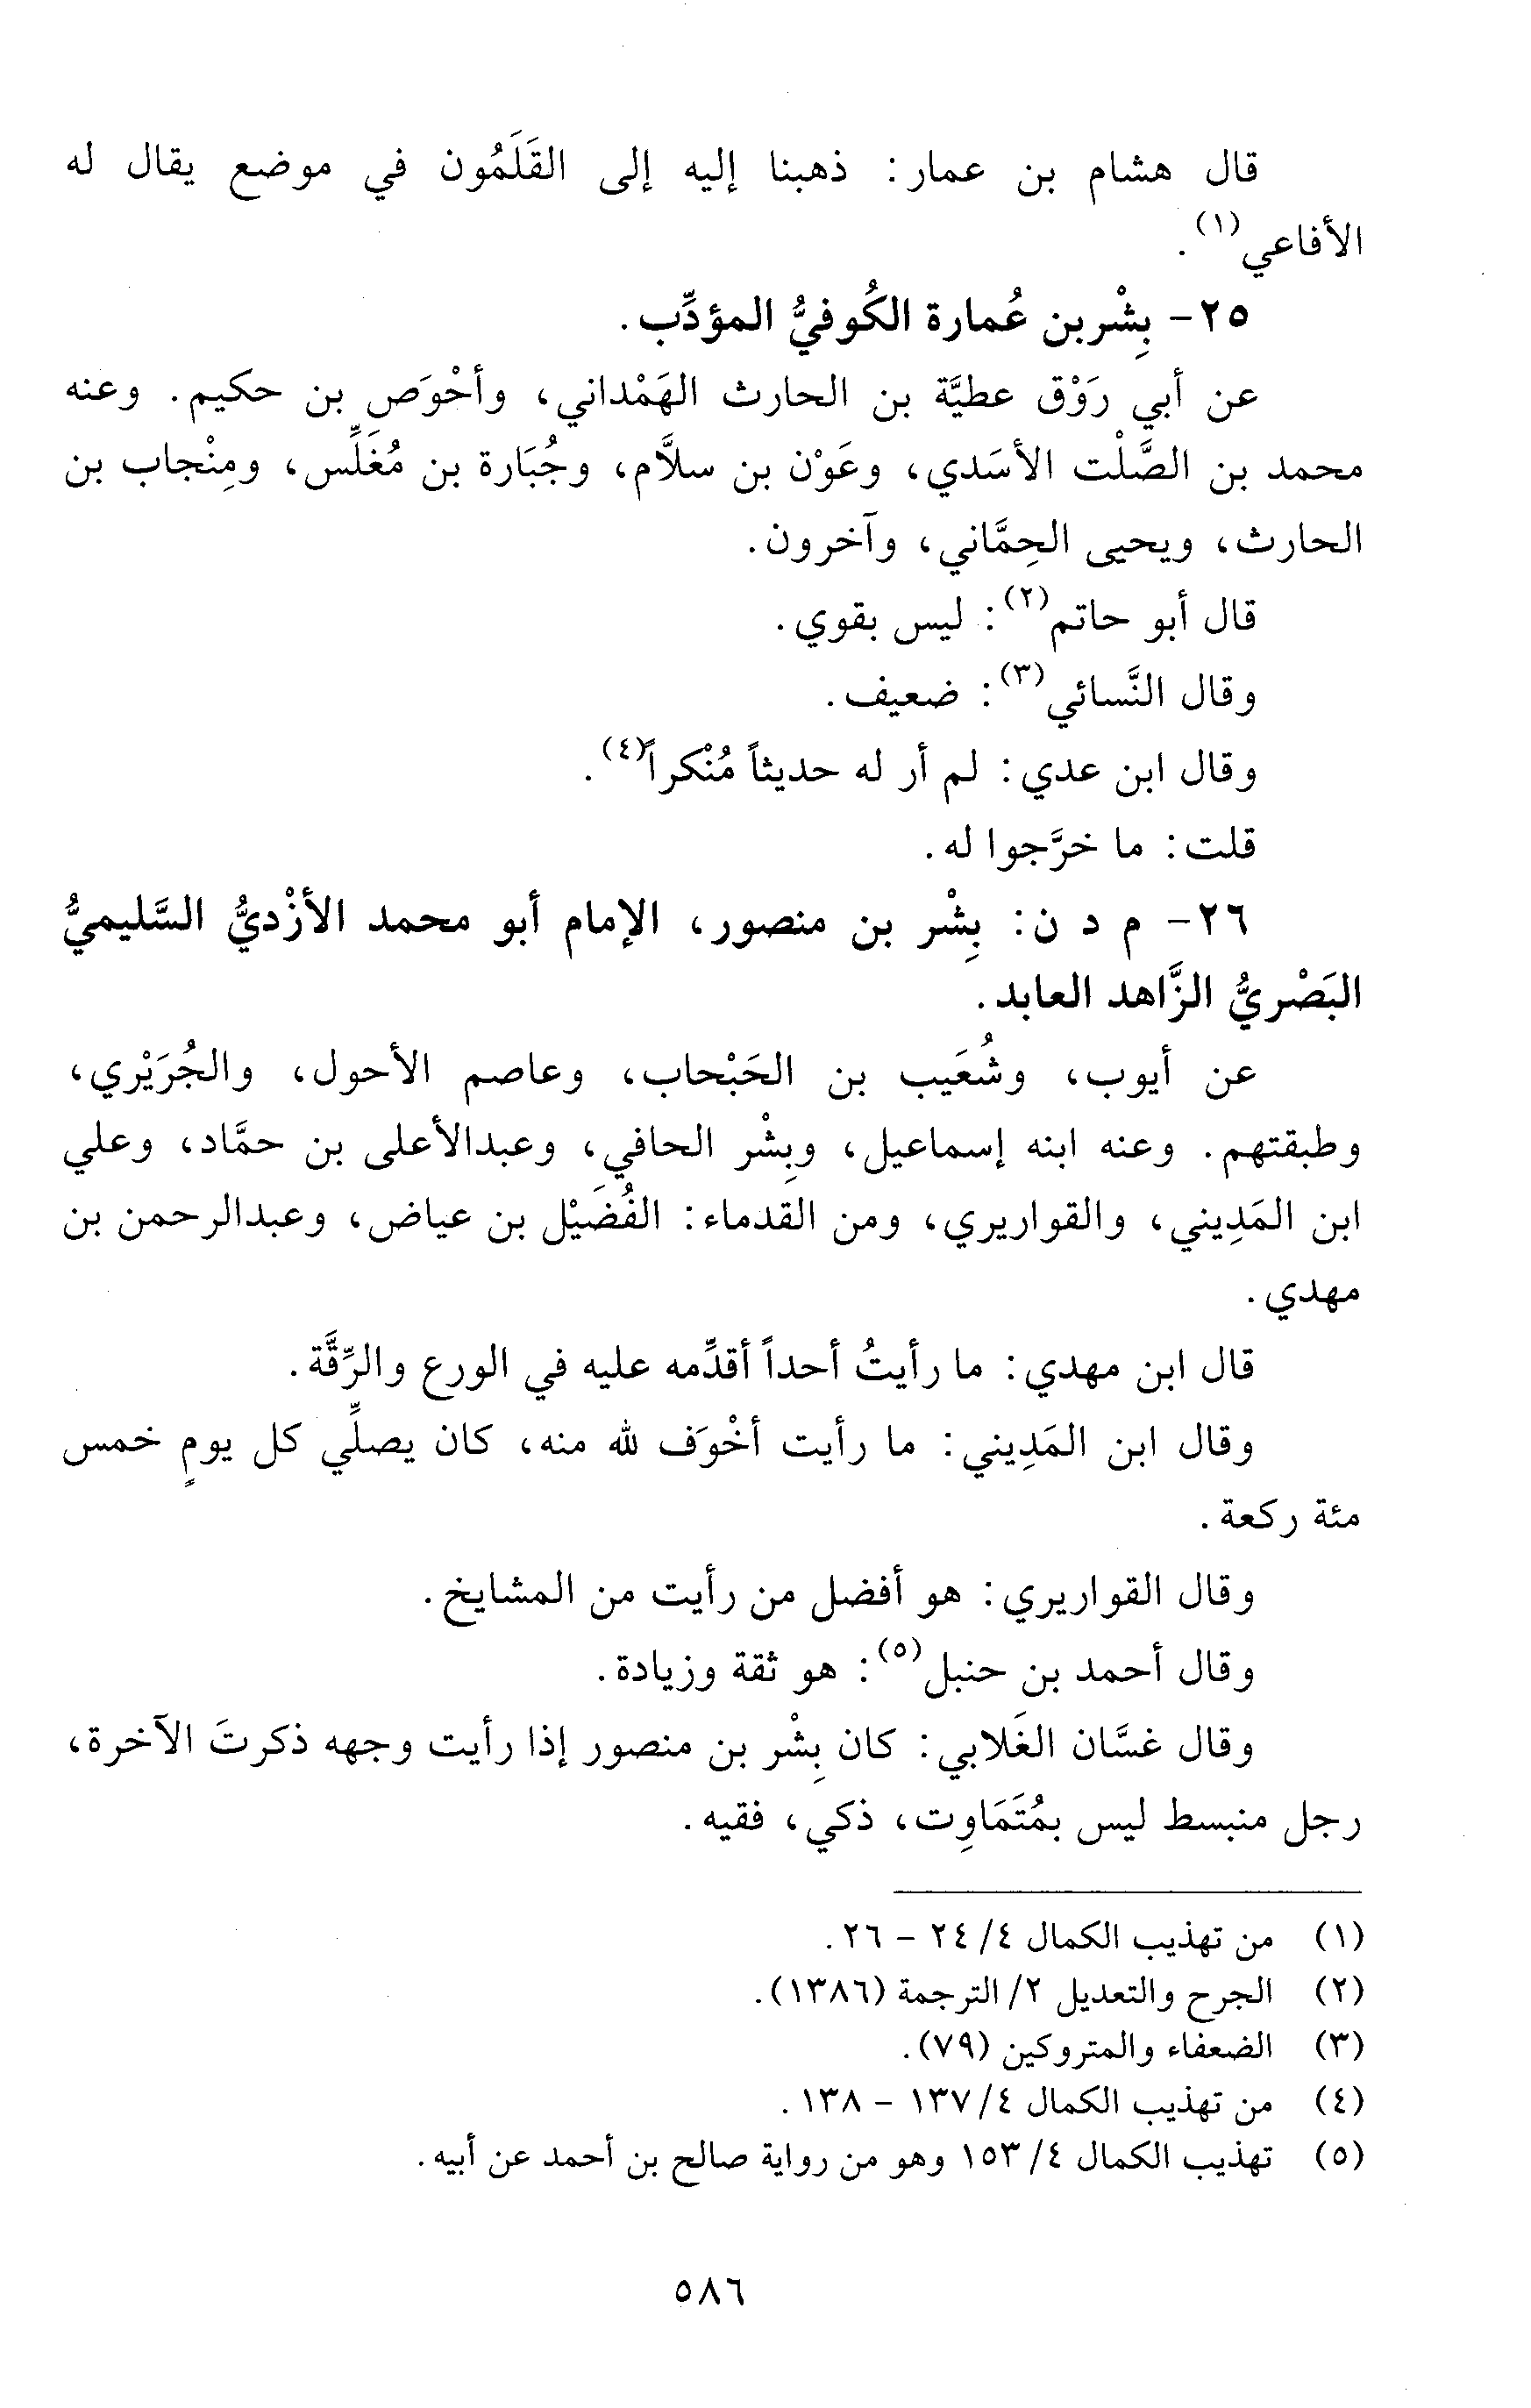 قال هشام بن عمار: ذهبنا إليه إلى القَلَمُون في موضع يقال له
الأفاعي(١).
٢٥- بِشْر بن عُمارة الكُوفيُّ المؤدِّب.
عن أبي رَوْق عطيَّة بن الحارث الهَمْداني، وأحْوَص بن حكيم. وعنه
محمد بن الصَّلْت الأسَدي، وعَوْن بن سلاَّم، وجُبَارة بن مُغَلِّس، ومِنْجاب بن
الحارث، ويحيى الحِمَّاني، وآخرون.
قال أبو حاتم(٢): ليس بقوي.
وقال النَّسائي(٣): ضعيف.
وقال ابن عدي: لم أر له حديثاً مُنْكراً(٤).
قلت: ما خرَّجوا له.
٢٦- م د ن: بِشْر بن منصور، الإمام أبو محمد الأزْديُّ السَّليميُّ
البَصْريُّ الزَّاهد العابد.
عن أيوب، وشُعَيب بن الحَبْحاب، وعاصم الأحول، والجُرَيْري،
وطبقتهم. وعنه ابنه إسماعيل، وبِشْر الحافي، وعبدالأعلى بن حمَّاد، وعلي
ابن المَدِيني، والقواريري، ومن القدماء: الفُضَيْل بن عياض، وعبدالرحمن بن
مهدي.
قال ابن مهدي: ما رأيتُ أحداً أقدِّمه عليه في الورع والرِّقَّة.
وقال ابن المَدِيني: ما رأيت أخْوَف لله منه، كان يصلِّي كل يومٍ خمس
مئة ركعة.
وقال القواريري: هو أفضل من رأيت من المشايخ.
وقال أحمد بن حنبل(٥): هو ثقة وزيادة.
وقال غسَّان الغَلابي: كان بِشْر بن منصور إذا رأيت وجهه ذكرتَ الآخرة،
رجل منبسط ليس بمُتَمَاوِت، ذكي، فقيه.
(١) من تهذيب الكمال ٤/ ٢٤ - ٢٦.
(٢) الجرح والتعديل ٢/ الترجمة (١٣٨٦).
(٣) الضعفاء والمتروكين (٧٩).
(٤) من تهذيب الكمال ٤/ ١٣٧ - ١٣٨.
(٥) تهذيب الكمال ٤/ ١٥٣ وهو من رواية صالح بن أحمد عن أبيه.
٥٨٦